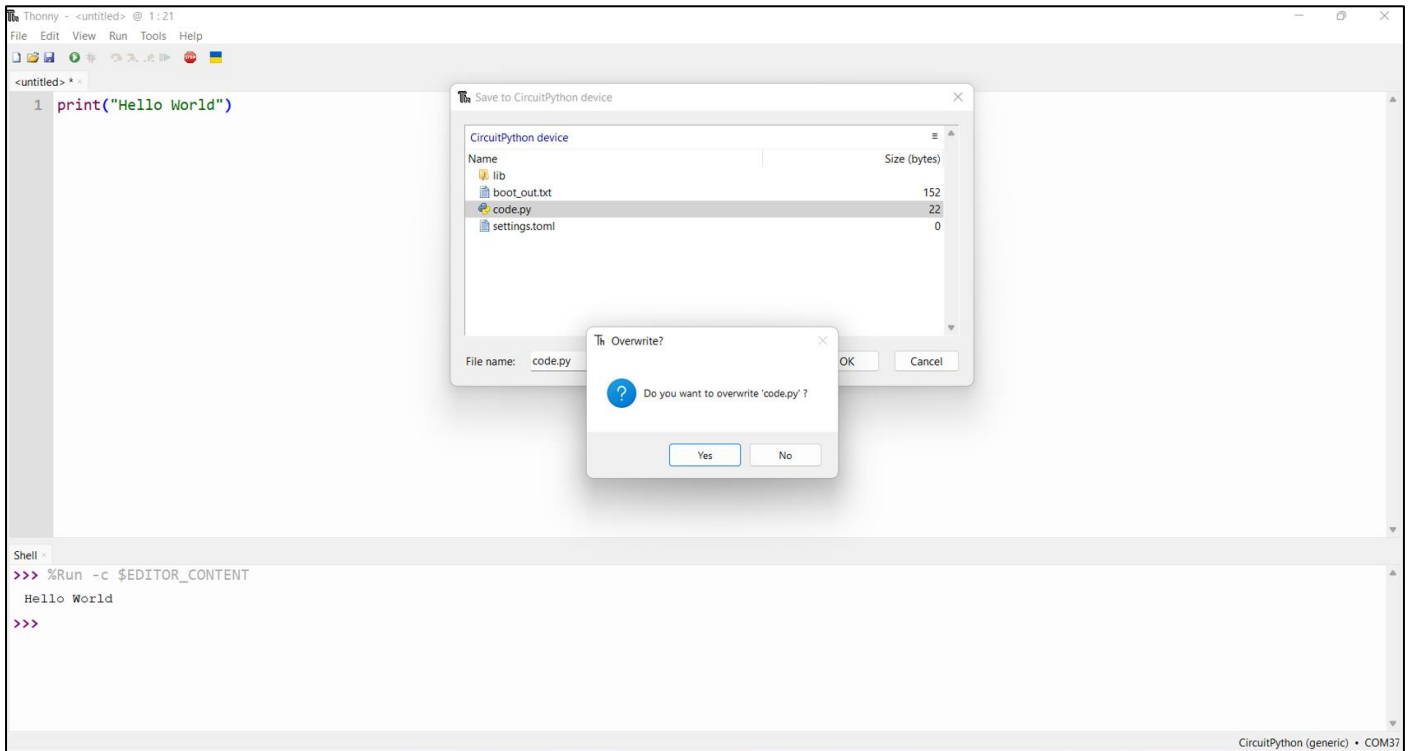 Thonny - <untitled> @ 1:21
File Edit View Run Tools Help
STOP
<untitled> *
1 print("Hello World")
Save to CircuitPython device
CircuitPython device
Name Size (bytes)
lib
boot_out.txt 152
code.py 22
settings.toml 0
File name: code.py OK Cancel
Th Overwrite?
Do you want to overwrite 'code.py' ?
Yes No
Shell
>>> %Run -c $EDITOR_CONTENT
Hello World
>>>
CircuitPython (generic) • COM37